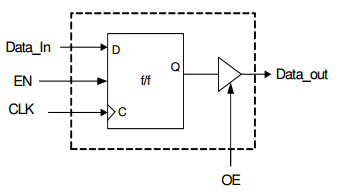 Data_In
D
Q
EN
f/f
Data_out
CLK
C
OE